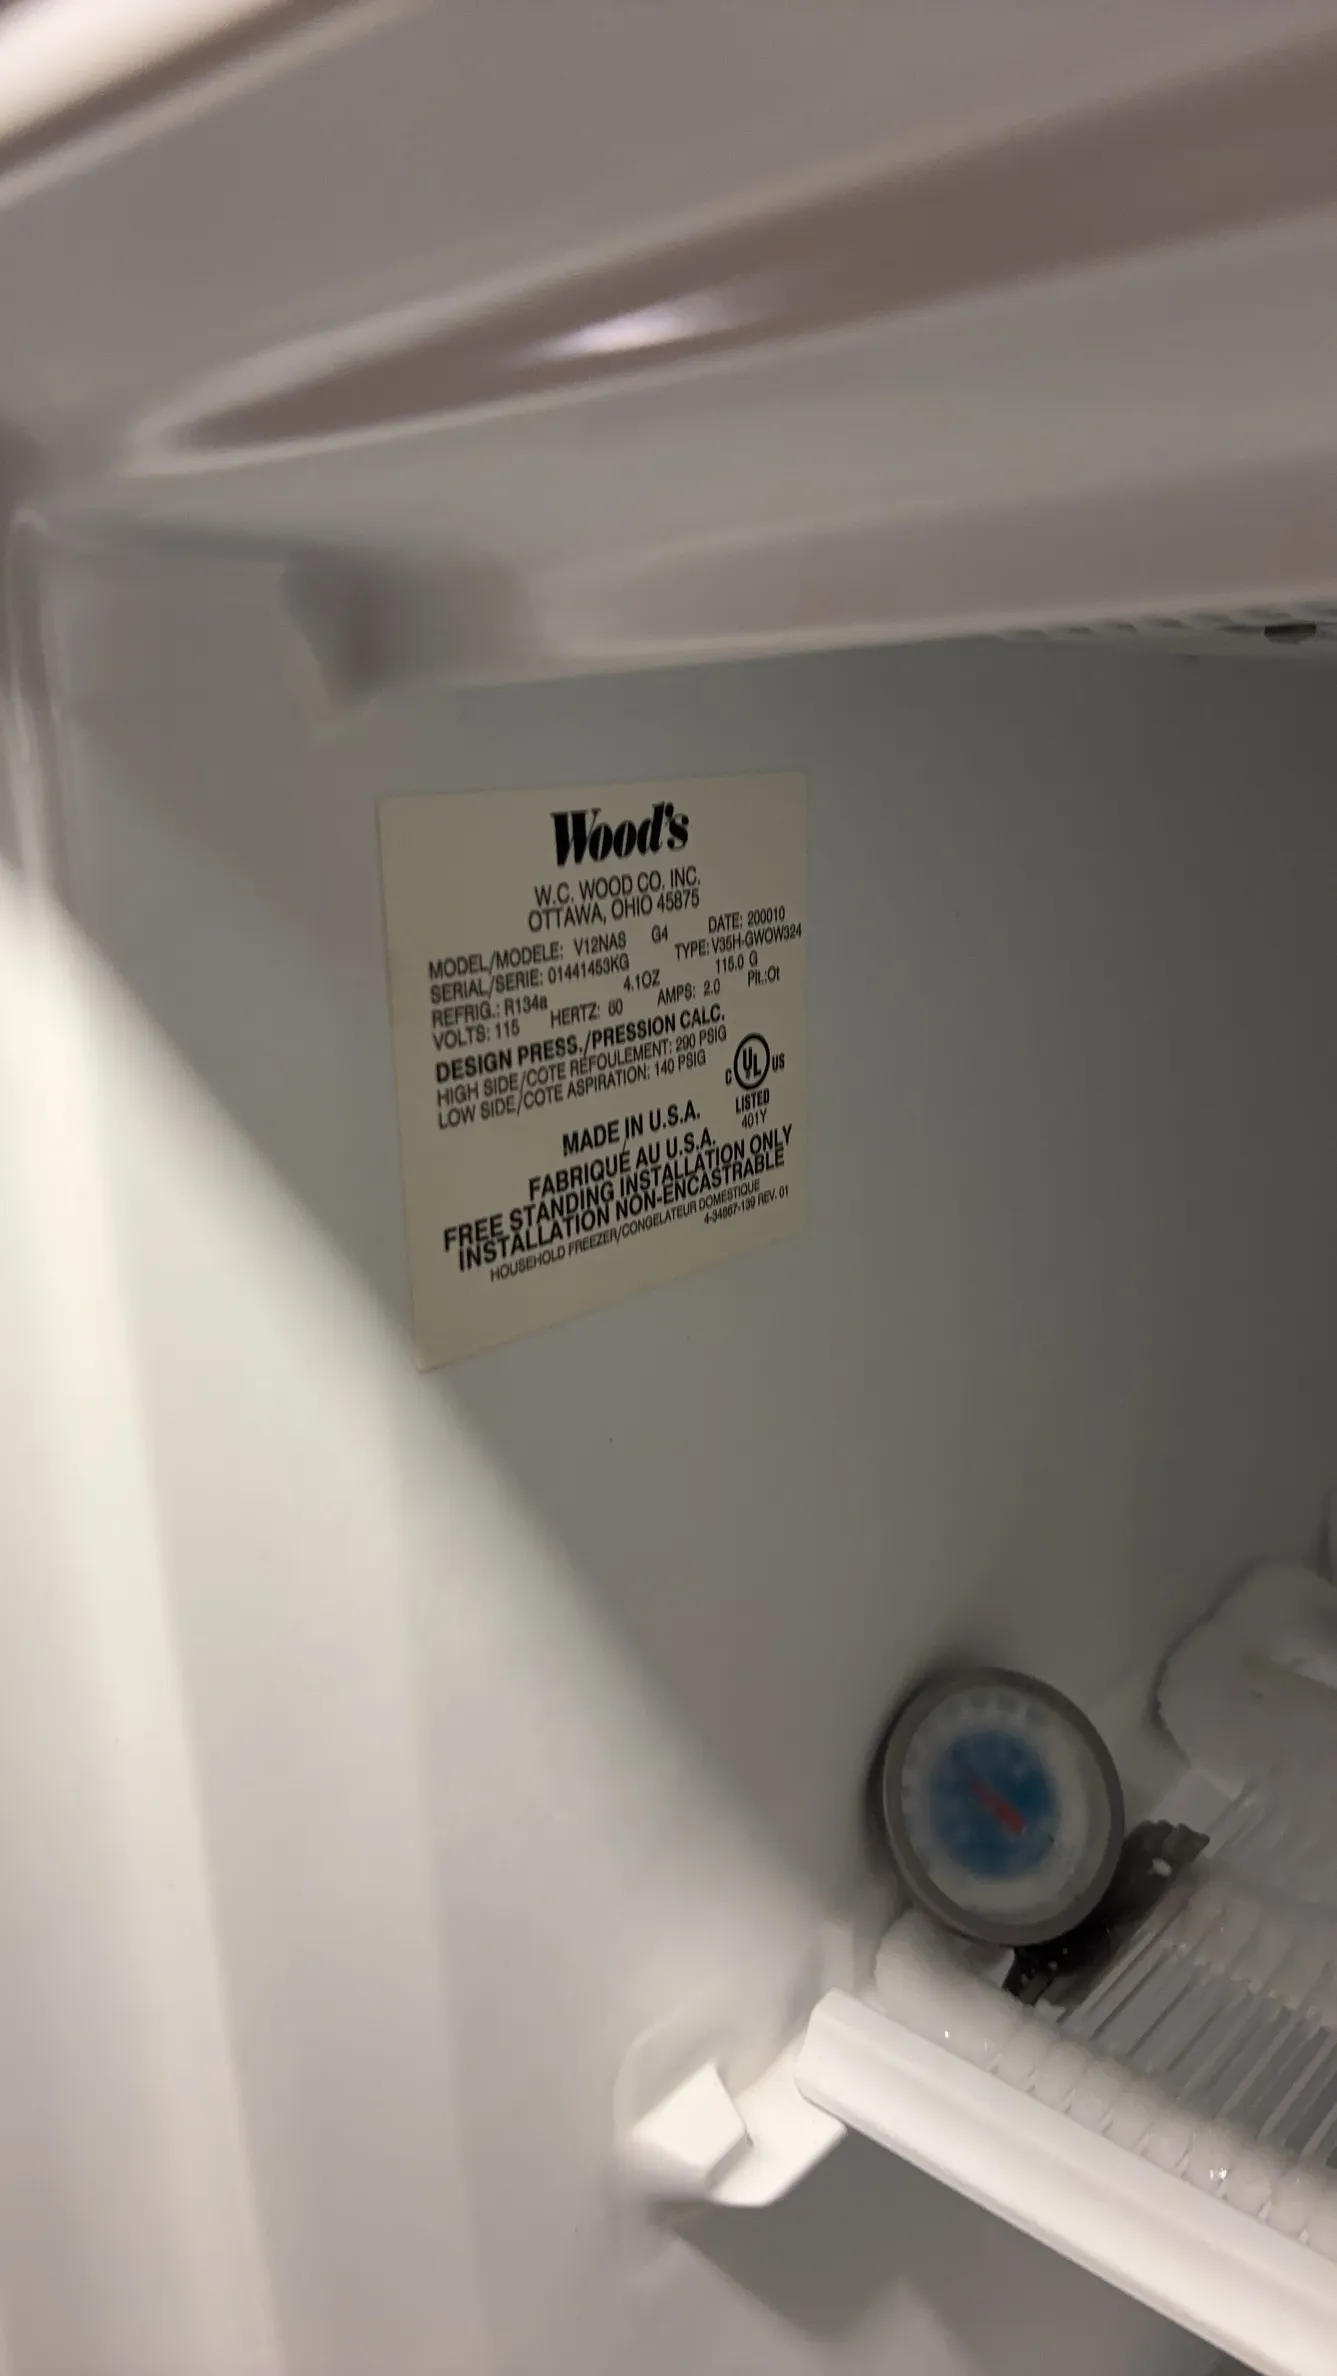 Wood's
W.C. WOOD CO. INC.
OTTAWA, OHIO 45875
MODEL/MODELE: V12NAS G4 DATE: 200010
SERIAL/SERIE: 01441453KG TYPE: V35H-GWOW324
REFRIG.: R134a 4.1OZ 115.0 G
VOLTS: 115 HERTZ: 60 AMPS: 2.0 Plt.:Ot
DESIGN PRESS./PRESSION CALC.
HIGH SIDE/COTE REFOULEMENT: 290 PSIG
LOW SIDE/COTE ASPIRATION: 140 PSIG
C UL US
LISTED
401Y
MADE IN U.S.A.
FABRIQUÉ AU U.S.A.
FREE STANDING INSTALLATION ONLY
INSTALLATION NON-ENCASTRABLE
HOUSEHOLD FREEZER/CONGELATEUR DOMESTIQUE
4-34867-139 REV. 01